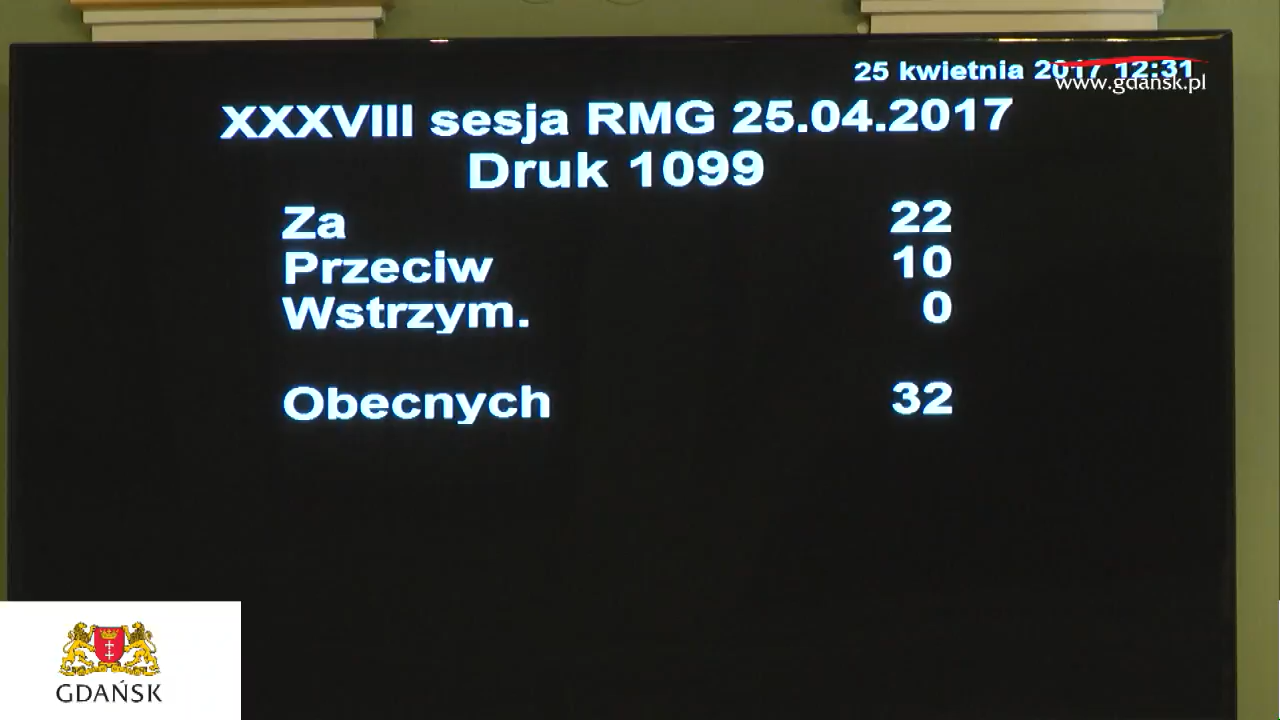 25 kwietnia 2017 12:31
www.gdańsk.pl
XXXVIII sesja RMG 25.04.2017
Druk 1099
Za 22
Przeciw 10
Wstrzym. 0
Obecnych 32
GDAŃSK